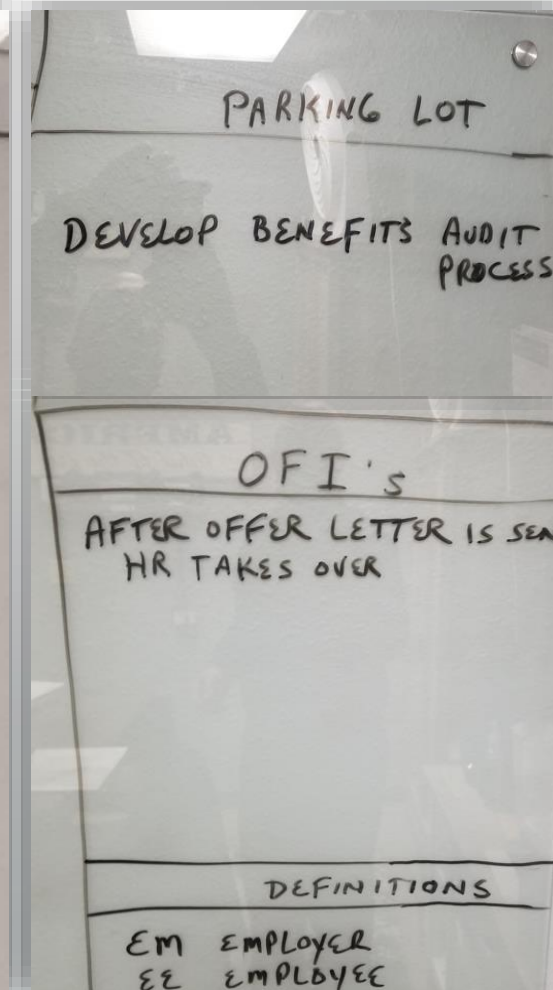 PARKING LOT
DEVELOP BENEFITS AUDIT
PROCESS
OFI's
AFTER OFFER LETTER IS
HR TAKES OVER
DEFINITIONS
EM EMPLOYER
EE EMPLOYEE